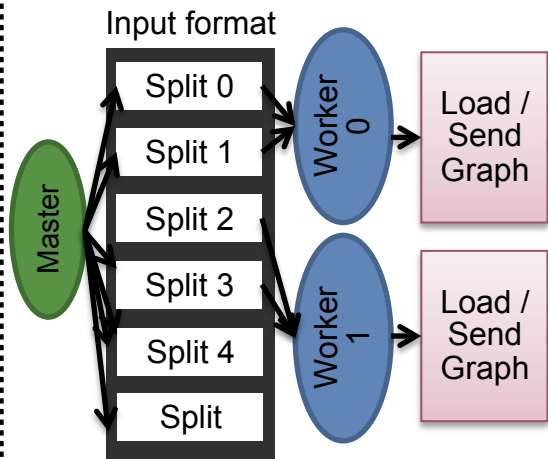 Input format
Master
Split 0
Split 1
Split 2
Split 3
Split 4
Split
Worker
0
Worker
1
Load /
Send
Graph
Load /
Send
Graph